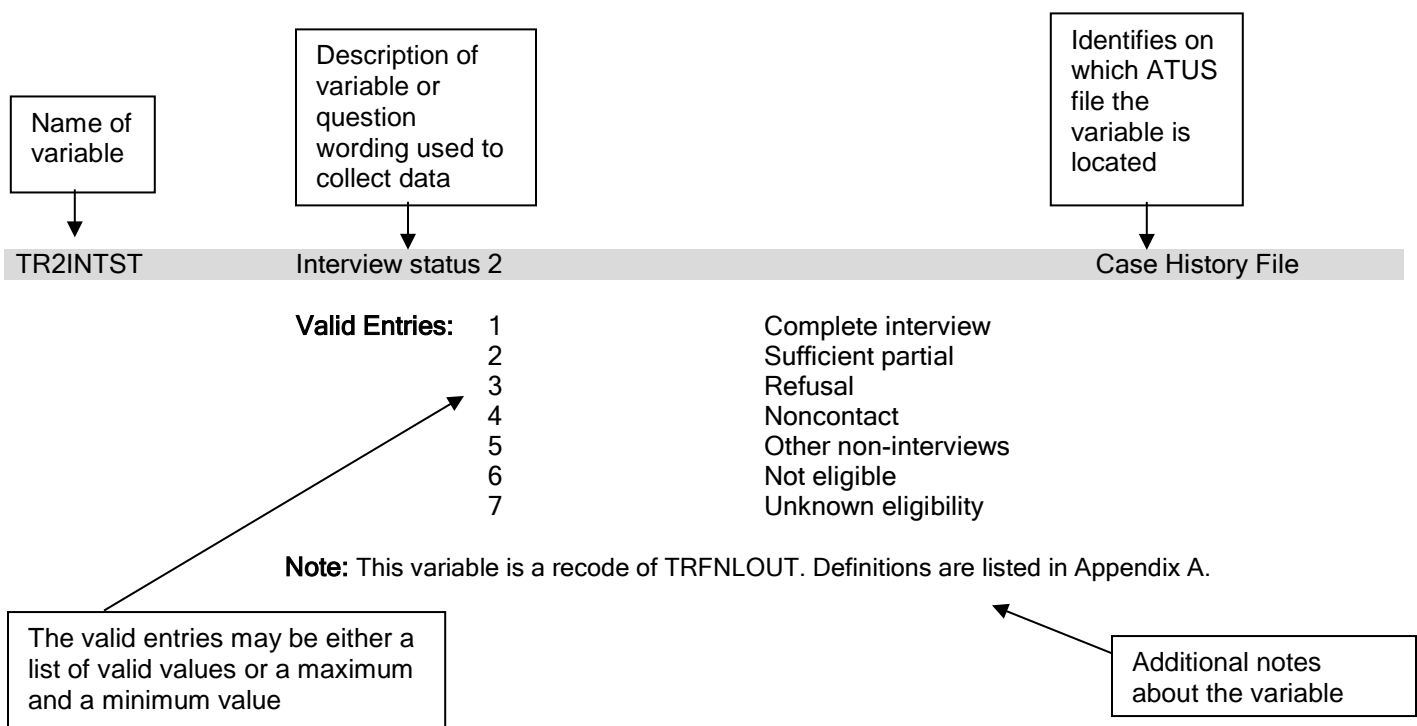 Name of
variable
Description of
variable or
question
wording used to
collect data
Identifies on
which ATUS
file the
variable is
located
TR2INTST Interview status 2 Case History File
Valid Entries: 1 Complete interview
2 Sufficient partial
3 Refusal
4 Noncontact
5 Other non-interviews
6 Not eligible
7 Unknown eligibility
Note: This variable is a recode of TRFNLOUT. Definitions are listed in Appendix A.
The valid entries may be either a
list of valid values or a maximum
and a minimum value
Additional notes
about the variable